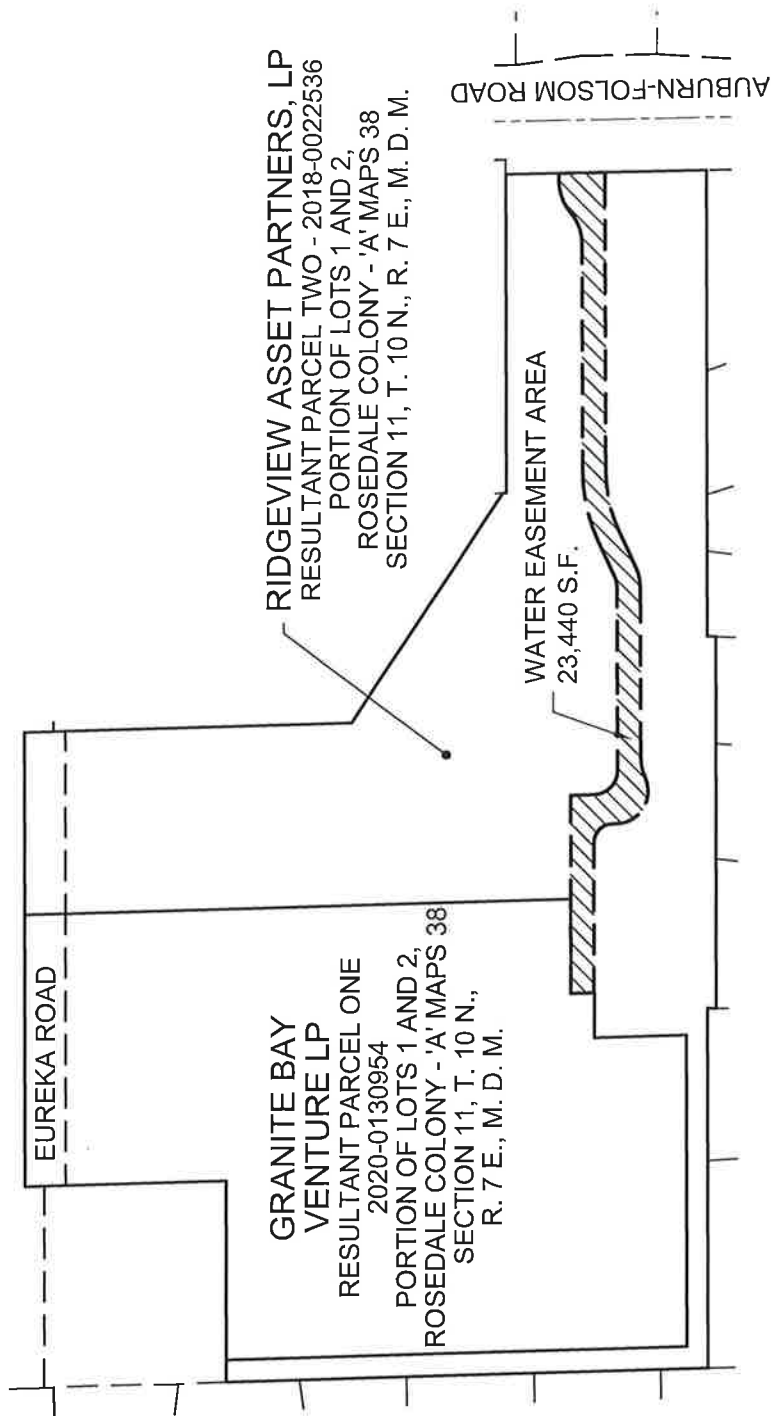 EUREKA ROAD
GRANITE BAY
VENTURE LP
RESULTANT PARCEL ONE
2020-0130954
PORTION OF LOTS 1 AND 2,
ROSEDALE COLONY - 'A' MAPS 38
SECTION 11, T. 10 N.,
R. 7 E., M. D. M.
RIDGEVIEW ASSET PARTNERS, LP
RESULTANT PARCEL TWO - 2018-0022536
PORTION OF LOTS 1 AND 2,
ROSEDALE COLONY - 'A' MAPS 38
SECTION 11, T. 10 N., R. 7 E., M. D. M.
WATER EASEMENT AREA
23,440 S.F.
AUBURN-FOLSOM ROAD